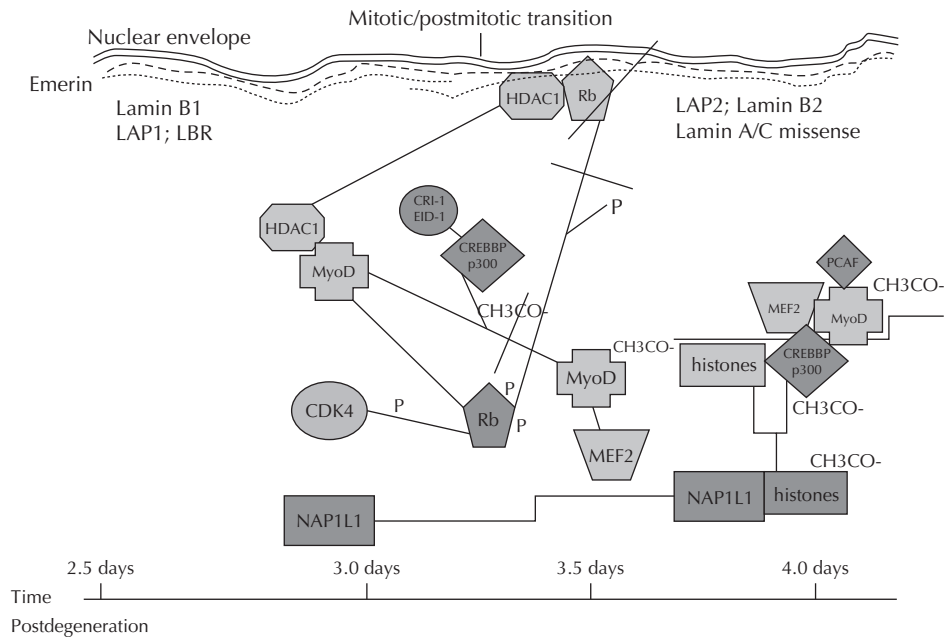 Mitotic/postmitotic transition
Nuclear envelope
Emerin
Lamin B1
LAP1; LBR
HDAC1
Rb
LAP2; Lamin B2
Lamin A/C missense
P
CRI-1
EID-1
HDAC1
CREBBP
p300
MyoD
PCAF
CH3CO-
MEF2
MyoD
CH3CO-
CH3CO-
histones
CREBBP
p300
MyoD
CDK4
P
Rb
P
P
CH3CO-
MEF2
CH3CO-
NAP1L1
NAP1L1
histones
2.5 days
3.0 days
3.5 days
4.0 days
Time
Postdegeneration